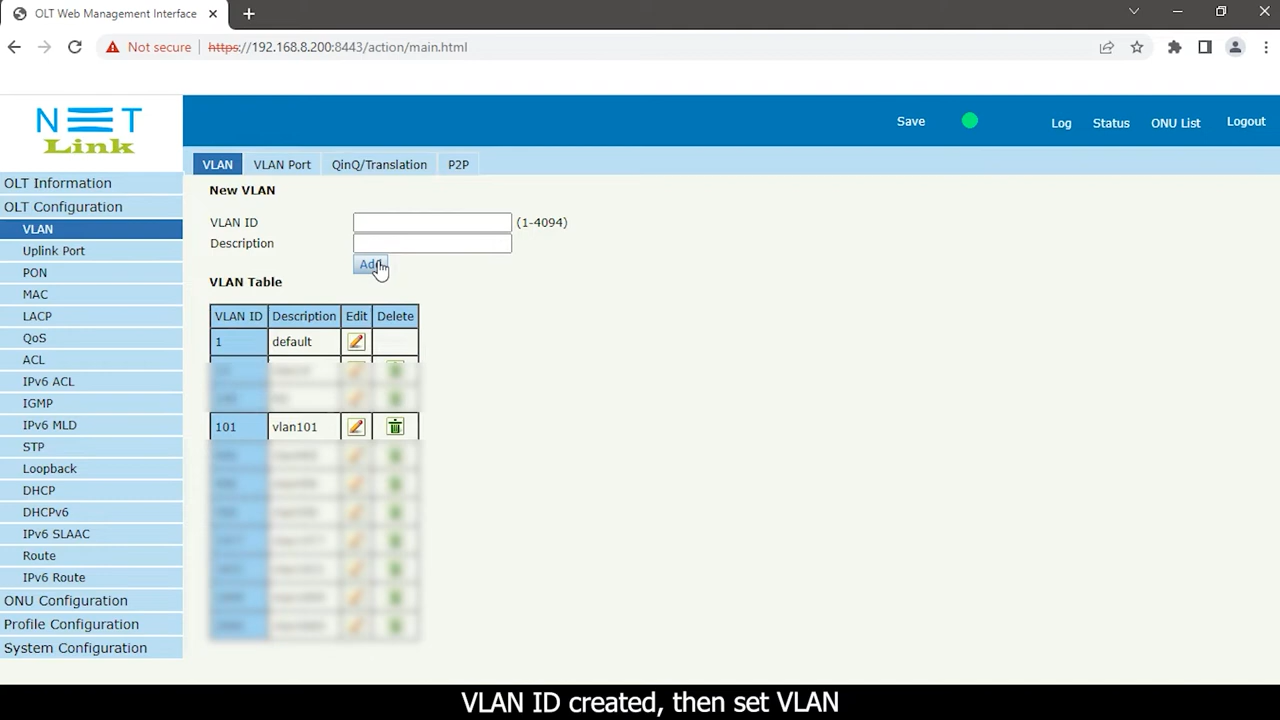 OLT Web Management Interface
Not secure
https://192.168.8.200:8443/action/main.html
NET
Link
Save
Log
Status
ONU List
Logout
VLAN
VLAN Port
QinQ/Translation
P2P
OLT Information
OLT Configuration
VLAN
Uplink Port
PON
MAC
LACP
QoS
ACL
IPv6 ACL
IGMP
IPv6 MLD
STP
Loopback
DHCP
DHCPv6
IPv6 SLAAC
Route
IPv6 Route
ONU Configuration
Profile Configuration
System Configuration
New VLAN
VLAN ID (1-4094)
Description
Add
VLAN Table
VLAN ID Description Edit Delete
1 default
101 vlan101
VLAN ID created, then set VLAN